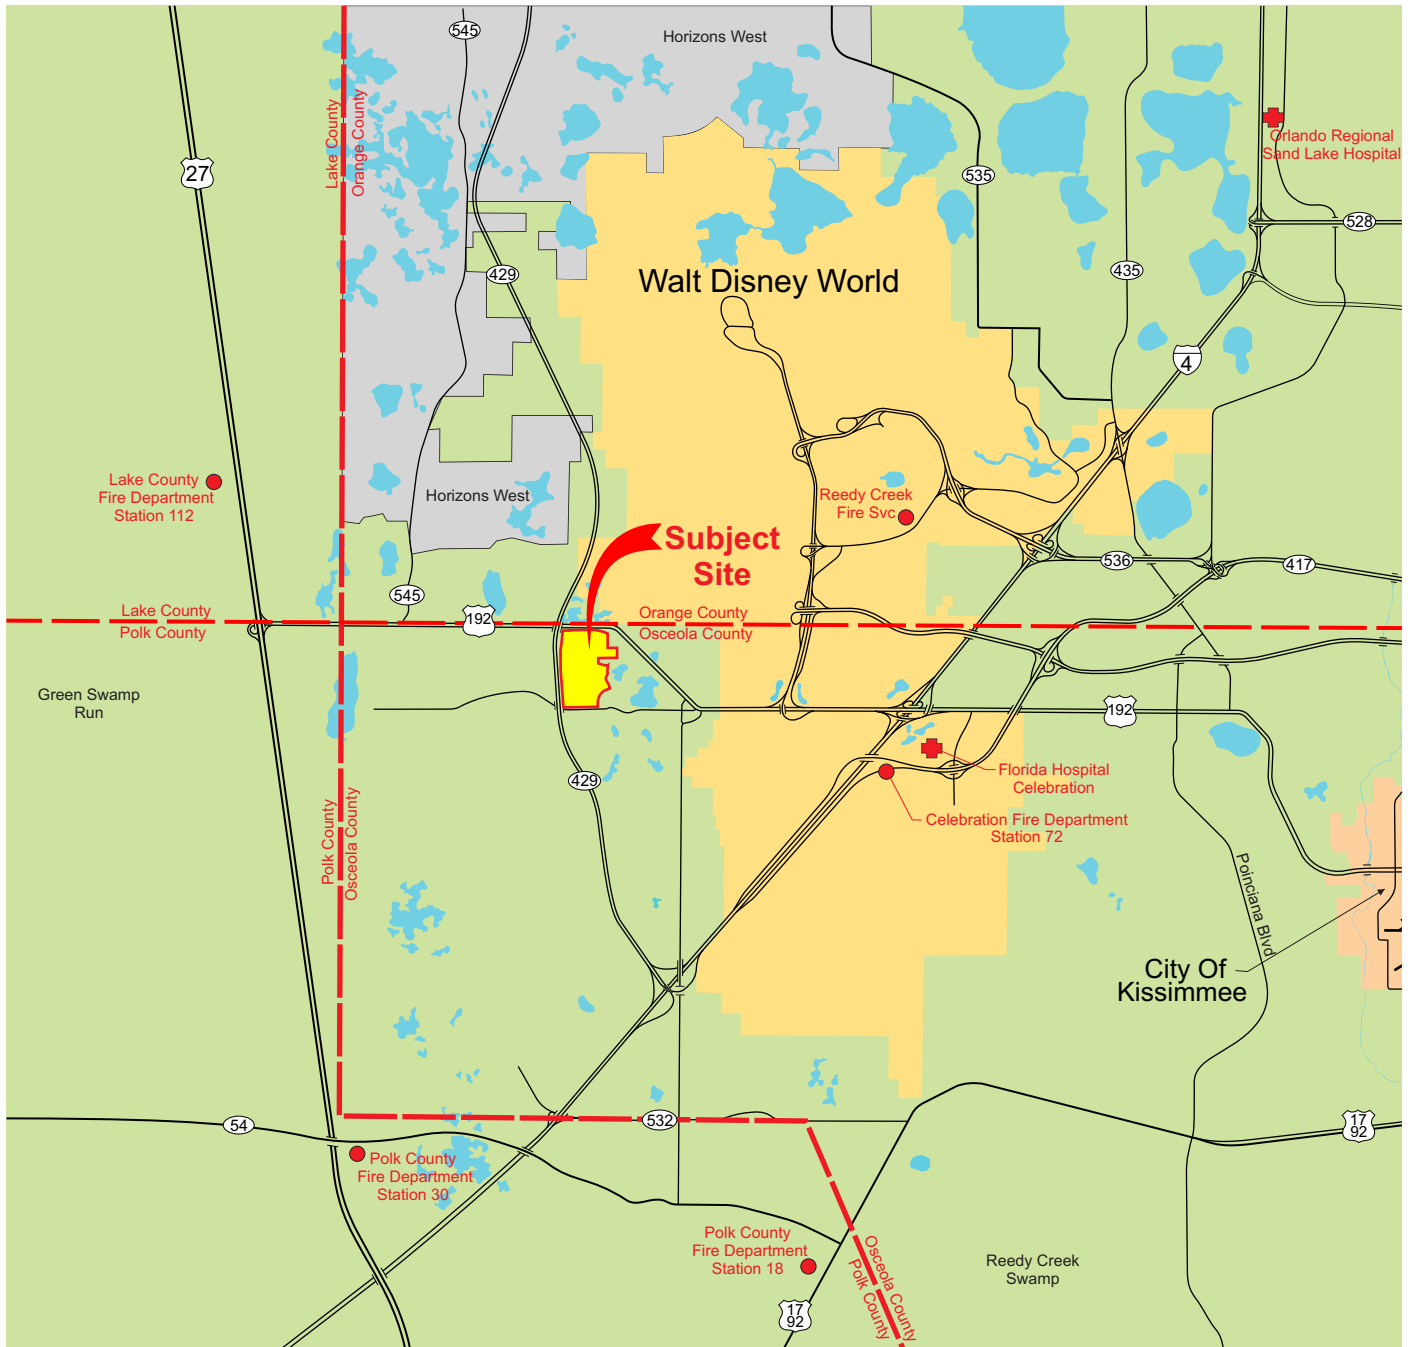 545
Horizons West
Lake County
Orange County
27
Orlando Regional
Sand Lake Hospital
535
528
429
Walt Disney World
435
4
Lake County
Fire Department
Station 112
Horizons West
Reedy Creek
Fire Svc
Subject
Site
536
417
545
192
Lake County
Polk County
Orange County
Osceola County
Green Swamp
Run
192
429
Florida Hospital
Celebration
Celebration Fire Department
Station 72
Polk County
Osceola County
Poinciana Blvd
City Of
Kissimmee
54
532
17
92
Polk County
Fire Department
Station 30
Polk County
Fire Department
Station 18
Osceola County
Polk County
Reedy Creek
Swamp
17
92